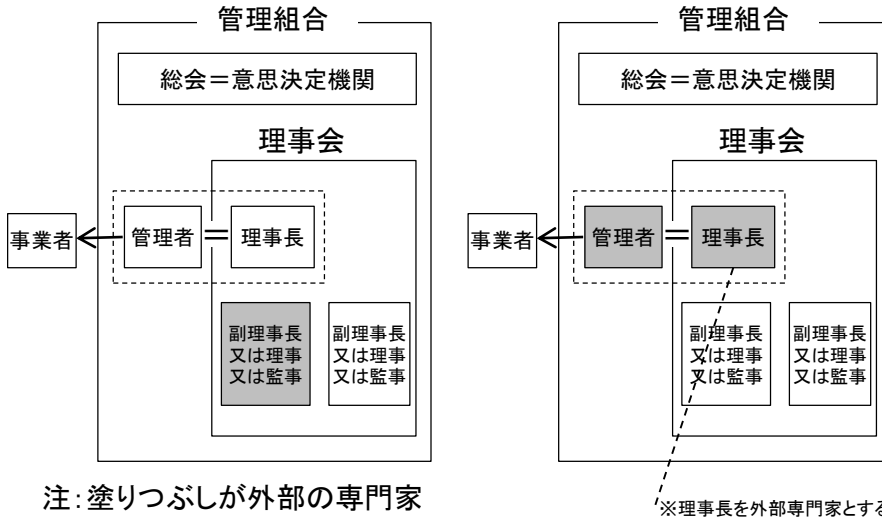 管理組合
総会＝意思決定機関
理事会
事業者
管理者
＝
理事長
副理事長
又は理事
又は監事
副理事長
又は理事
又は監事
注：塗りつぶしが外部の専門家
管理組合
総会＝意思決定機関
理事会
事業者
管理者
＝
理事長
副理事長
又は理事
又は監事
副理事長
又は理事
又は監事
※理事長を外部専門家とする